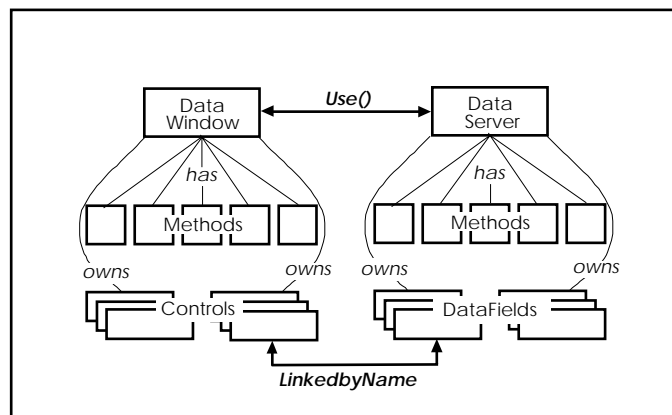 Use()
Data
Window
Data
Server
has
has
Methods
Methods
owns
owns
owns
owns
Controls
DataFields
LinkedbyName